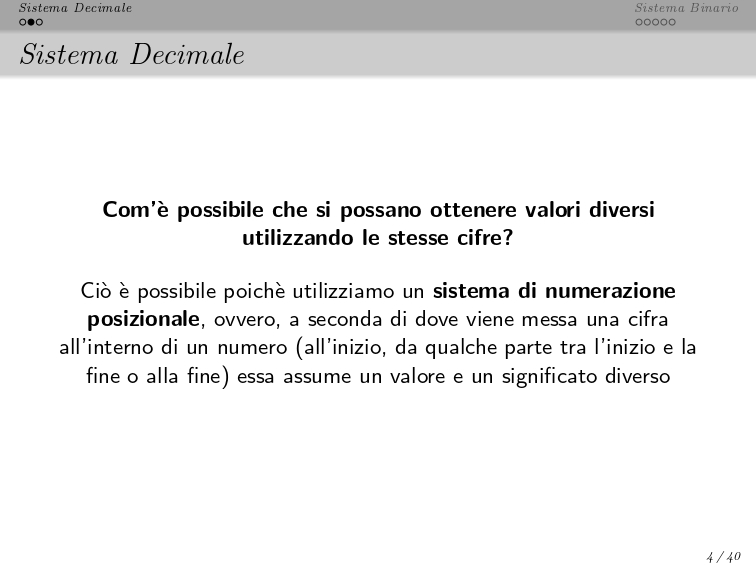 Sistema Decimale
Sistema Binario
Sistema Decimale
Com'è possibile che si possano ottenere valori diversi
utilizzando le stesse cifre?
Ciò è possibile poichè utilizziamo un sistema di numerazione
posizionale, ovvero, a seconda di dove viene messa una cifra
all'interno di un numero (all'inizio, da qualche parte tra l'inizio e la
fine o alla fine) essa assume un valore e un significato diverso
4 / 40